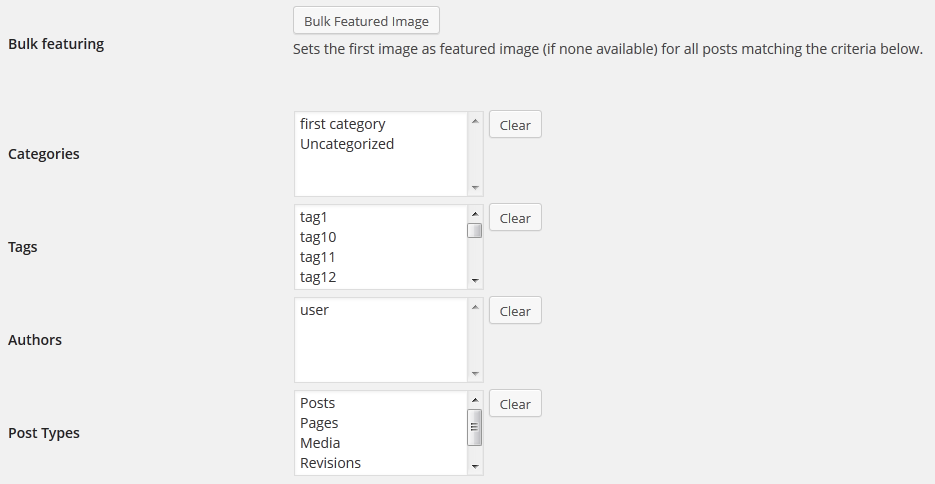 Bulk Featured Image
Bulk featuring
Sets the first image as featured image (if none available) for all posts matching the criteria below.
first category
Clear
Uncategorized
Categories
tag1
Clear
tag10
Tags
tag11
tag12
user
Clear
Authors
Posts
Clear
Pages
Post Types
Media
Revisions